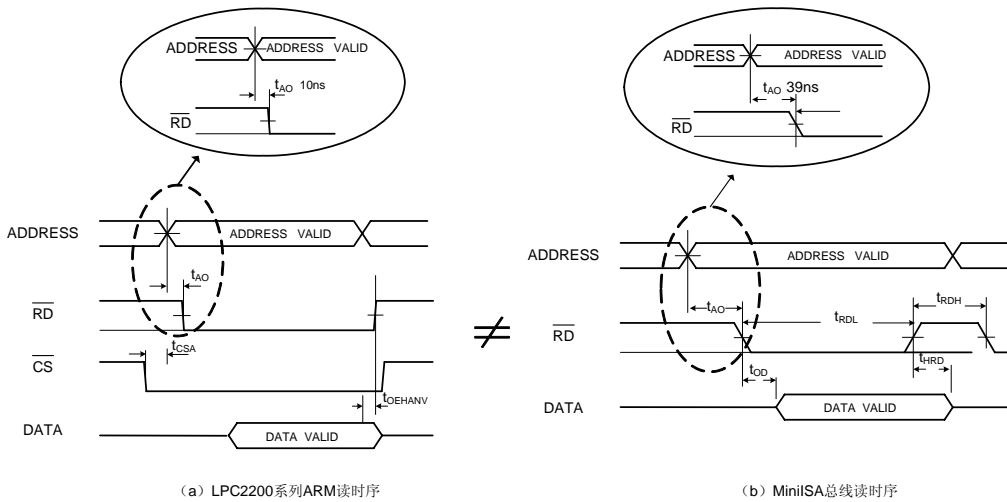 ADDRESS
ADDRESS VALID
tAO 10ns
RD
ADDRESS
ADDRESS VALID
tAO
RD
tCSA
CS
tOEHANV
DATA
DATA VALID
(a) LPC2200系列ARM读时序
≠
ADDRESS
ADDRESS VALID
tAO 39ns
RD
ADDRESS
ADDRESS VALID
tAO
tRDL
tRDH
RD
tOD
tHRD
DATA
DATA VALID
(b) MiniISA总线读时序